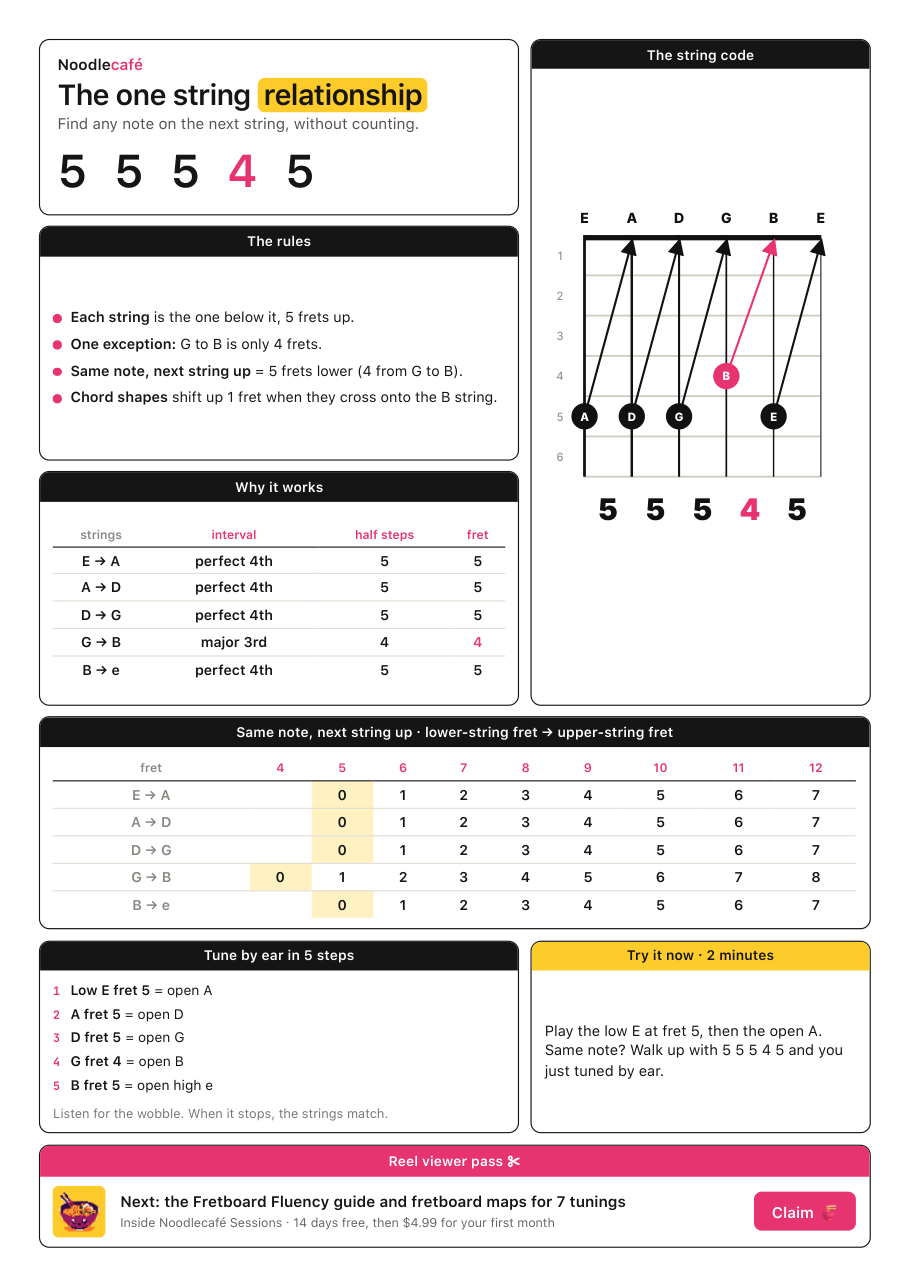 Noodlecafé
The one string relationship
Find any note on the next string, without counting.
5 5 5 4 5
The rules
Each string is the one below it, 5 frets up.
One exception: G to B is only 4 frets.
Same note, next string up = 5 frets lower (4 from G to B).
Chord shapes shift up 1 fret when they cross onto the B string.
Why it works
strings interval half steps fret
E → A perfect 4th 5 5
A → D perfect 4th 5 5
D → G perfect 4th 5 5
G → B major 3rd 4 4
B → e perfect 4th 5 5
The string code
E A D G B E
1
2
3
4 B
5 A D G E
6
5 5 5 4 5
Same note, next string up · lower-string fret → upper-string fret
fret 4 5 6 7 8 9 10 11 12
E → A 0 1 2 3 4 5 6 7
A → D 0 1 2 3 4 5 6 7
D → G 0 1 2 3 4 5 6 7
G → B 0 1 2 3 4 5 6 7 8
B → e 0 1 2 3 4 5 6 7
Tune by ear in 5 steps
1 Low E fret 5 = open A
2 A fret 5 = open D
3 D fret 5 = open G
4 G fret 4 = open B
5 B fret 5 = open high e
Listen for the wobble. When it stops, the strings match.
Try it now · 2 minutes
Play the low E at fret 5, then the open A.
Same note? Walk up with 5 5 5 4 5 and you
just tuned by ear.
Reel viewer pass ✂
Next: the Fretboard Fluency guide and fretboard maps for 7 tunings
Inside Noodlecafé Sessions · 14 days free, then $4.99 for your first month
Claim